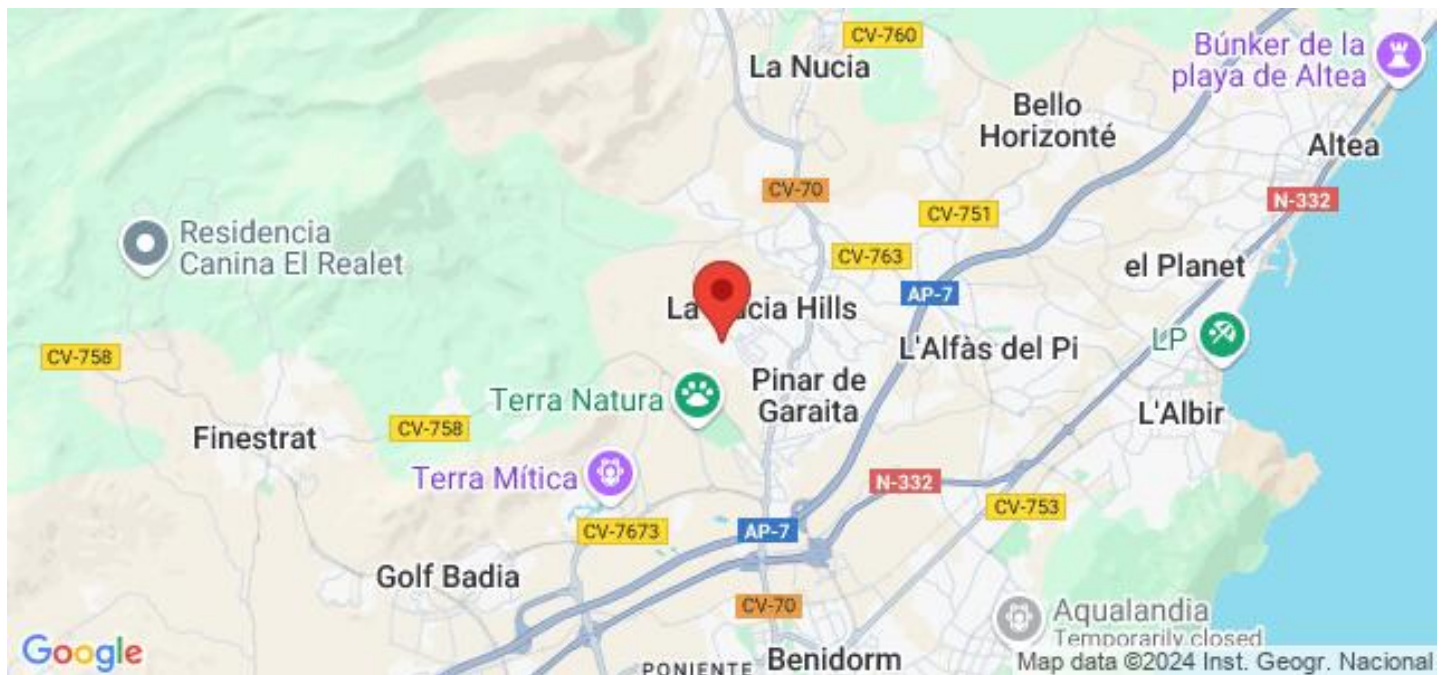 CV-760
La Nucia
Búnker de la
playa de Altea
Bello
Horizonté
Altea
CV-70
N-332
CV-751
Residencia
Canina El Realet
CV-763
el Planet
AP-7
La Nucia Hills
LP
CV-758
L'Alfàs del Pi
Terra Natura
Pinar de
Garaita
L'Albir
Finestrat
CV-758
Terra Mítica
N-332
CV-753
CV-7673
AP-7
Golf Badia
CV-70
Aqualandia
Temporarily closed
Google
PONIENTE
Benidorm
Map data ©2024 Inst. Geogr. Nacional